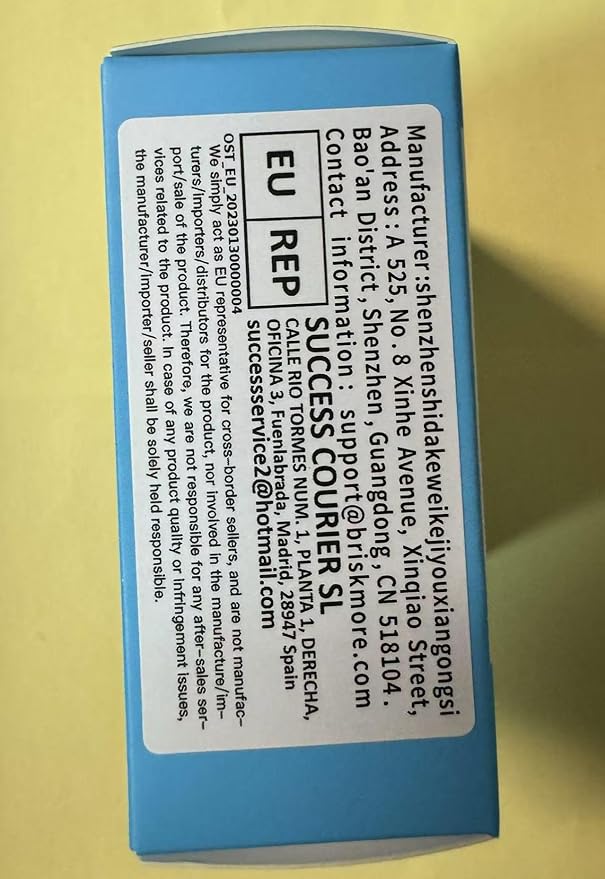 Manufacturer:shenzhenshidakeweikejiyouxiangongsi
Address: A 525, No. 8 Xinhe Avenue, Xinqiao Street,
Bao'an District, Shenzhen, Guangdong, CN 518104.
Contact information: support@briskmore.com
EU REP
SUCCESS COURIER SL
CALLE RIO TORMES NUM. 1, PLANTA 1, DERECHA,
OFICINA 3, Fuenlabrada, Madrid, 28947 Spain
successservice2@hotmail.com
OST_EU_20230130000004
We simply act as EU representative for cross-border sellers, and are not manufac-
turers/importers/distributors for the product, nor involved in the manufacture/im-
port/sale of the product. Therefore, we are not responsible for any after-sales ser-
vices related to the product. In case of any product quality or infringement issues,
the manufacturer/importer/seller shall be solely held responsible.